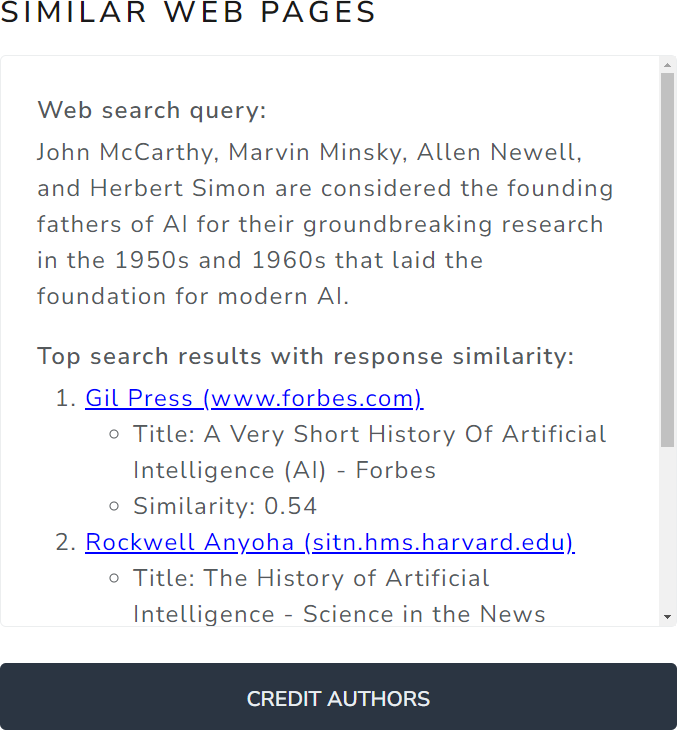 SIMILAR WEB PAGES
Web search query:
John McCarthy, Marvin Minsky, Allen Newell,
and Herbert Simon are considered the founding
fathers of AI for their groundbreaking research
in the 1950s and 1960s that laid the
foundation for modern AI.
Top search results with response similarity:
1. Gil Press (www.forbes.com)
○ Title: A Very Short History Of Artificial
Intelligence (AI) - Forbes
○ Similarity: 0.54
2. Rockwell Anyoha (sitn.hms.harvard.edu)
○ Title: The History of Artificial
Intelligence - Science in the News
CREDIT AUTHORS